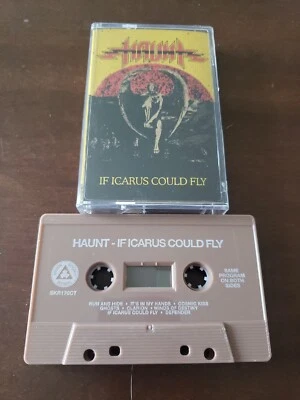 HAUNT
IF ICARUS COULD FLY
HAUNT - IF ICARUS COULD FLY
SAME
PROGRAM
ON BOTH
SIDES
RUN AND HIDE • IT'S IN MY HANDS • COSMIC KISS
GHOSTS • CLARION • WINDS OF DESTINY
IF ICARUS COULD FLY • DEFENDER